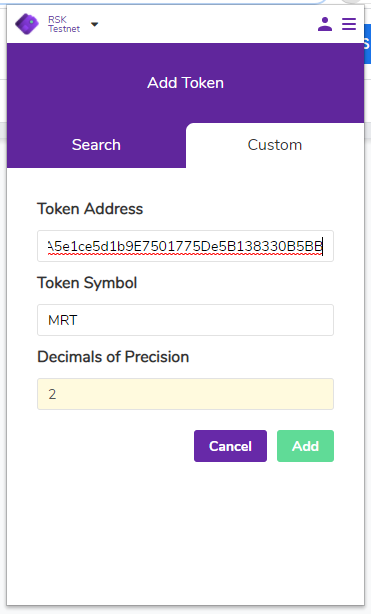 RSK
Testnet
Add Token
Search
Custom
Token Address
A5e1ce5d1b9E7501775De5B138330B5BB
Token Symbol
MRT
Decimals of Precision
2
Cancel
Add